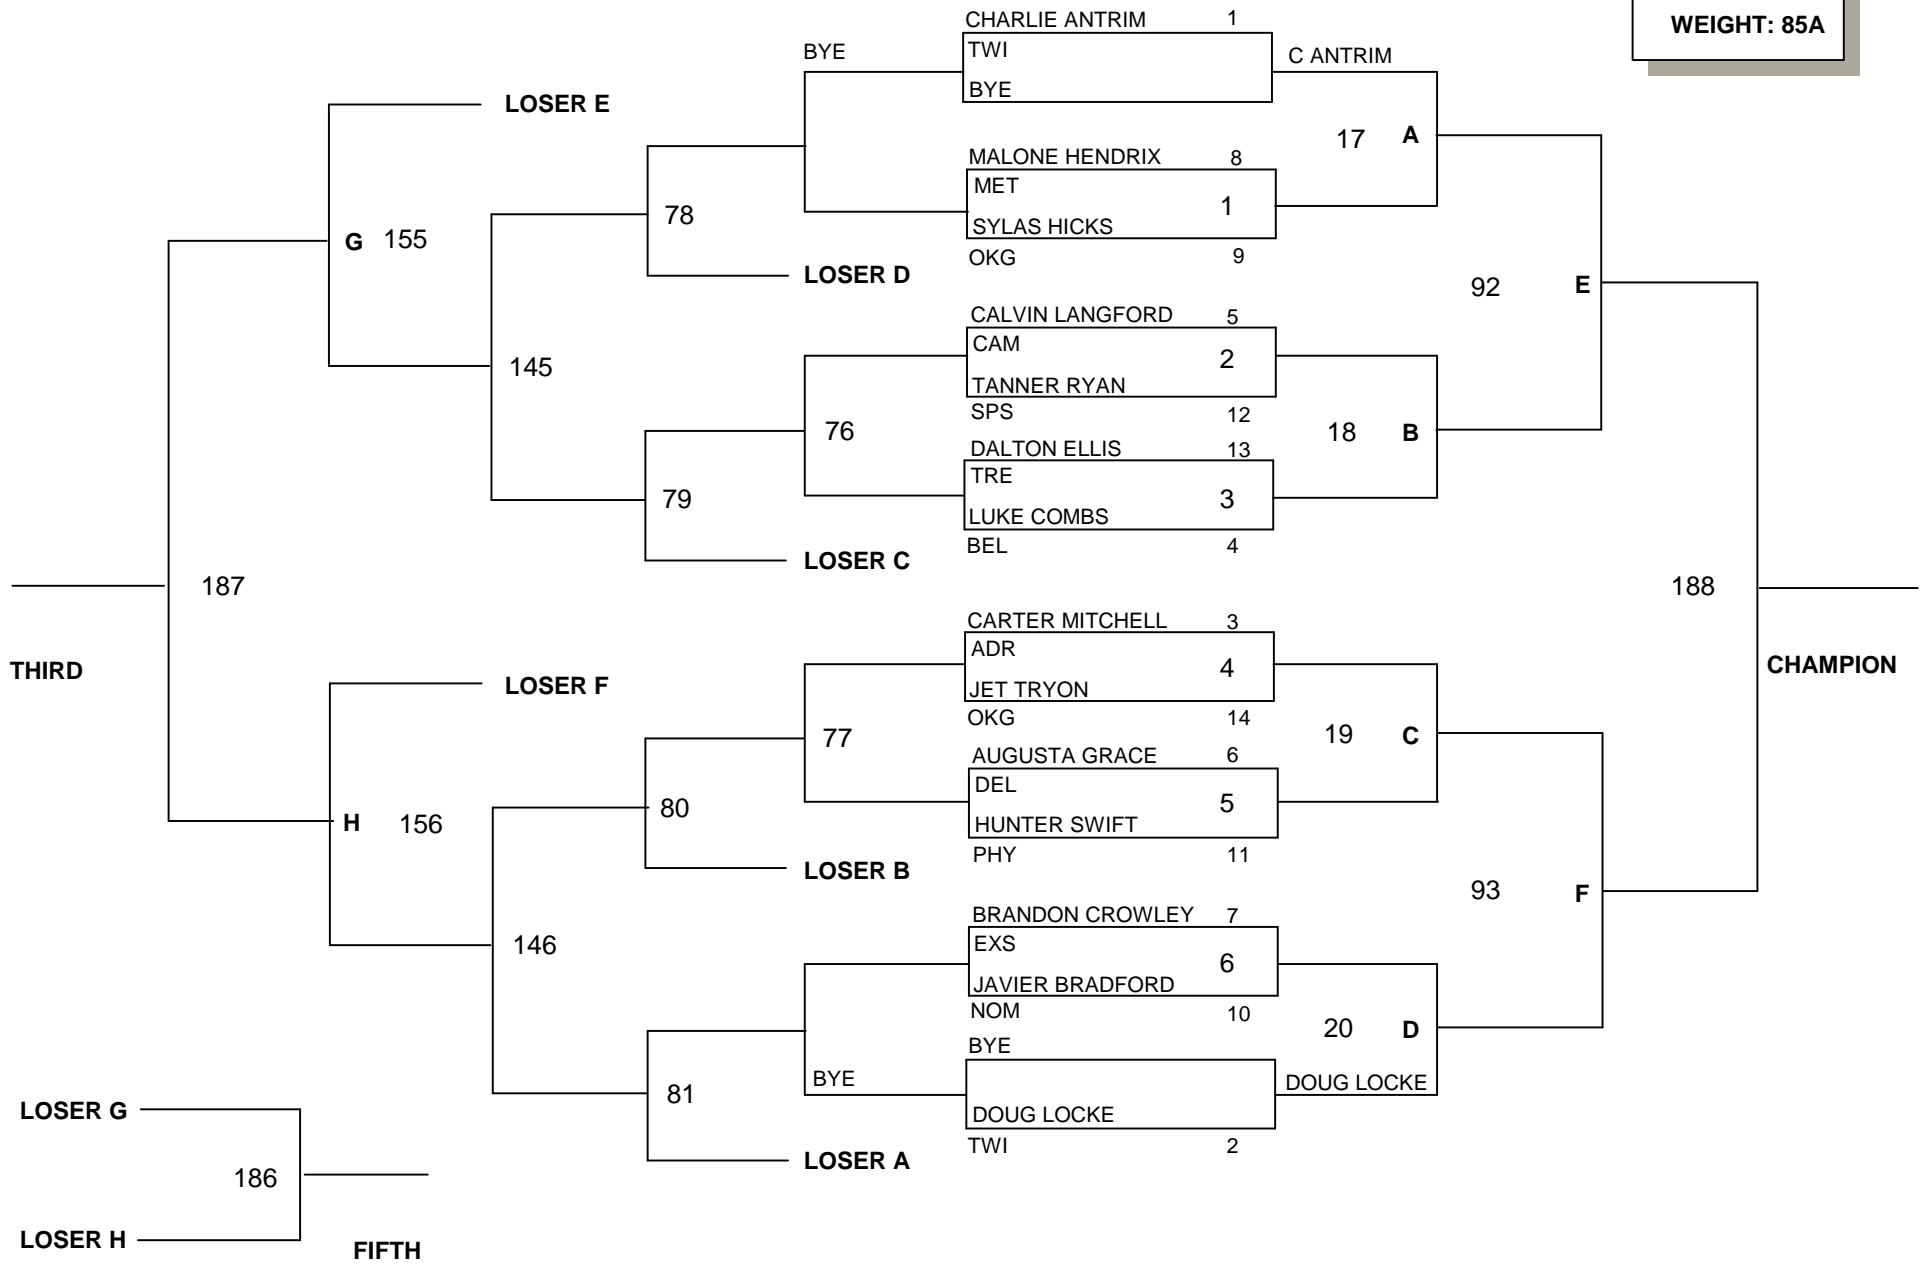 WEIGHT: 85A
CHARLIE ANTRIM 1
BYE
TWI
C ANTRIM
BYE
LOSER E
17 A
MALONE HENDRIX 8
MET
1
SYLAS HICKS
OKG 9
78
G 155
LOSER D
92 E
CALVIN LANGFORD 5
CAM
2
TANNER RYAN
SPS 12
145
76
18 B
DALTON ELLIS 13
TRE
3
LUKE COMBS
BEL 4
79
LOSER C
187
188
THIRD
CHAMPION
CARTER MITCHELL 3
ADR
4
JET TRYON
OKG 14
LOSER F
77
19 C
AUGUSTA GRACE 6
DEL
5
HUNTER SWIFT
PHY 11
80
H 156
LOSER B
93 F
BRANDON CROWLEY 7
EXS
6
JAVIER BRADFORD
NOM 10
146
20 D
BYE
BYE
DOUG LOCKE
DOUG LOCKE
TWI 2
81
LOSER A
LOSER G
186
LOSER H
FIFTH